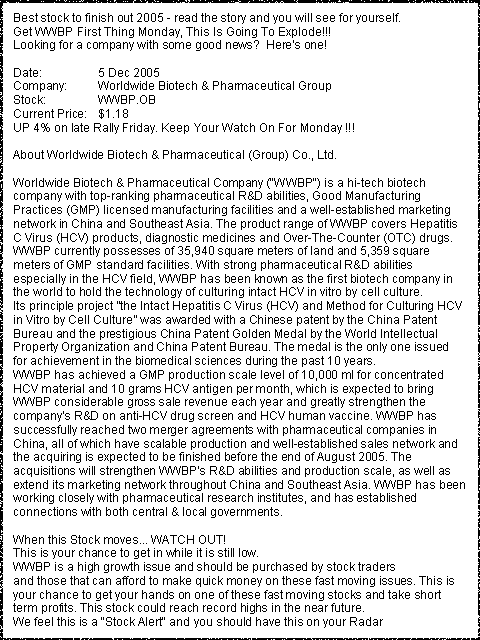 Best stock to finish out 2005 - read the story and you will see for yourself.
Get WWBP First Thing Monday, This Is Going To Explode!!!
Looking for a company with some good news?  Here's one!
Date: 5 Dec 2005
Company: Worldwide Biotech & Pharmaceutical Group
Stock: WWBP.OB
Current Price: $1.18
UP 4% on late Rally Friday. Keep Your Watch On For Monday !!!
About Worldwide Biotech & Pharmaceutical (Group) Co., Ltd.
Worldwide Biotech & Pharmaceutical Company ("WWBP") is a hi-tech biotech
company with top-ranking pharmaceutical R&D abilities, Good Manufacturing
Practices (GMP) licensed manufacturing facilities and a well-established marketing
network in China and Southeast Asia. The product range of WWBP covers Hepatitis
C Virus (HCV) products, diagnostic medicines and Over-The-Counter (OTC) drugs.
WWBP currently possesses of 35,940 square meters of land and 5,359 square
meters of GMP standard facilities. With strong pharmaceutical R&D abilities
especially in the HCV field, WWBP has been known as the first biotech company in
the world to hold the technology of culturing intact HCV in vitro by cell culture.
Its principle project "the Intact Hepatitis C Virus (HCV) and Method for Culturing HCV
in Vitro by Cell Culture" was awarded with a Chinese patent by the China Patent
Bureau and the prestigious China Patent Golden Medal by the World Intellectual
Property Organization and China Patent Bureau. The medal is the only one issued
for achievement in the biomedical sciences during the past 10 years.
WWBP has achieved a GMP production scale level of 10,000 ml for concentrated
HCV material and 10 grams HCV antigen per month, which is expected to bring
WWBP considerable gross sale revenue each year and greatly strengthen the
company's R&D on anti-HCV drug screen and HCV human vaccine. WWBP has
successfully reached two merger agreements with pharmaceutical companies in
China, all of which have scalable production and well-established sales network and
the acquiring is expected to be finished before the end of August 2005. The
acquisitions will strengthen WWBP's R&D abilities and production scale, as well as
extend its marketing network throughout China and Southeast Asia. WWBP has been
working closely with pharmaceutical research institutes, and has established
connections with both central & local governments.
When this Stock moves... WATCH OUT!
This is your chance to get in while it is still low.
WWBP is a high growth issue and should be purchased by stock traders
and those that can afford to make quick money on these fast moving issues. This is
your chance to get your hands on one of these fast moving stocks and take short
term profits. This stock could reach record highs in the near future.
We feel this is a "Stock Alert" and you should have this on your Radar